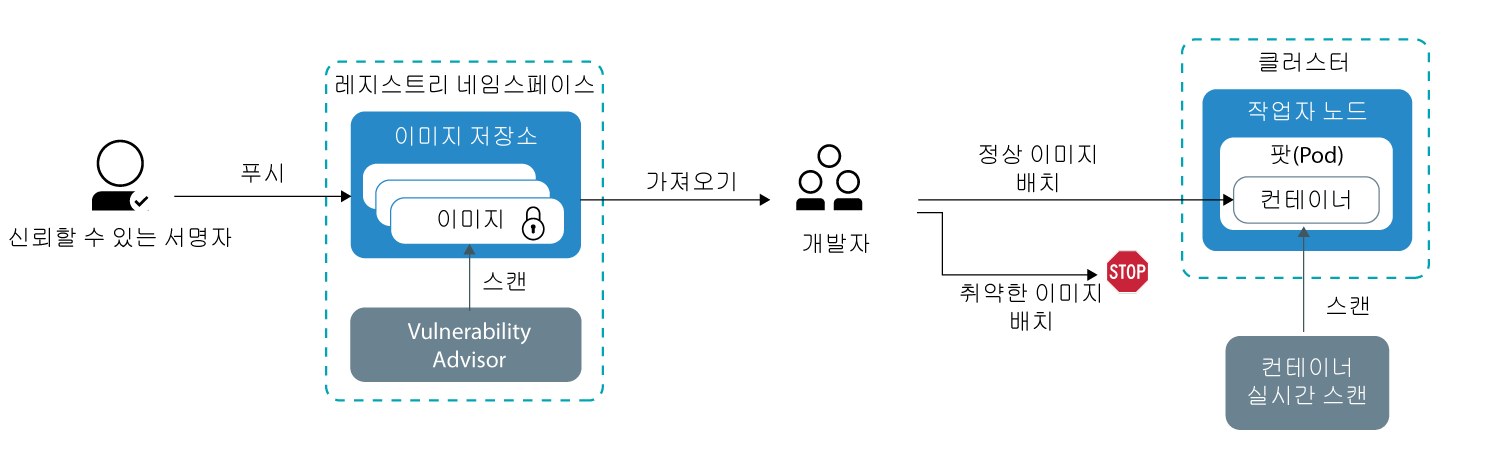 신뢰할 수 있는 서명자
푸시
레지스트리 네임스페이스
이미지 저장소
이미지
스캔
Vulnerability
Advisor
가져오기
개발자
정상 이미지
배치
취약한 이미지
배치
STOP
클러스터
작업자 노드
팟(Pod)
컨테이너
스캔
컨테이너
실시간 스캔